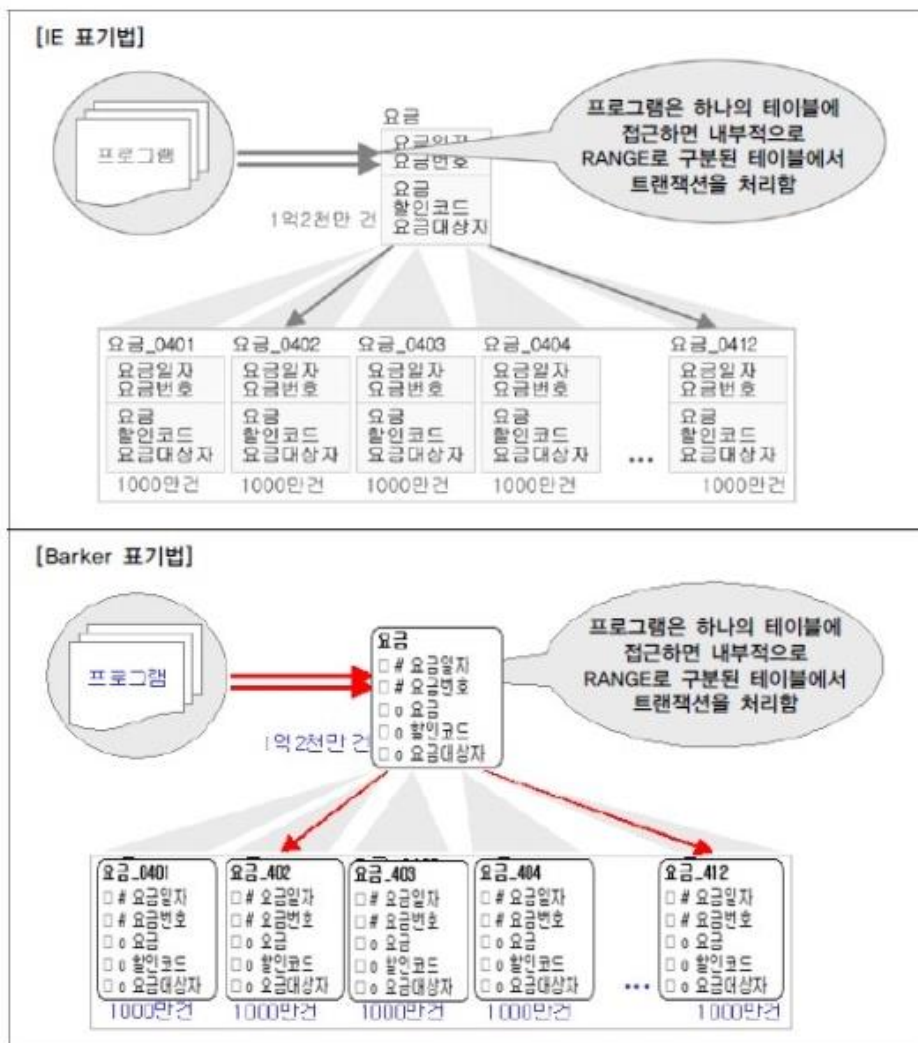 [IE 표기법]
프로그램
요금
요금일자
요금번호
요금
할인코드
요금대상자
1억2천만 건
프로그램은 하나의 테이블에
접근하면 내부적으로
RANGE로 구분된 테이블에서
트랜잭션을 처리함
요금_0401
요금일자
요금번호
요금
할인코드
요금대상자
1000만건
요금_0402
요금일자
요금번호
요금
할인코드
요금대상자
1000만건
요금_0403
요금일자
요금번호
요금
할인코드
요금대상자
1000만건
요금_0404
요금일자
요금번호
요금
할인코드
요금대상자
1000만건
...
요금_0412
요금일자
요금번호
요금
할인코드
요금대상자
1000만건
[Barker 표기법]
프로그램
요금
□ # 요금일자
□ # 요금번호
□ o 요금
□ o 할인코드
□ o 요금대상자
1억2천만 건
프로그램은 하나의 테이블에
접근하면 내부적으로
RANGE로 구분된 테이블에서
트랜잭션을 처리함
요금_0401
□ # 요금일자
□ # 요금번호
□ o 요금
□ o 할인코드
□ o 요금대상자
1000만건
요금_402
□ # 요금일자
□ # 요금번호
□ o 요금
□ o 할인코드
□ o 요금대상자
1000만건
요금_403
□ # 요금일자
□ # 요금번호
□ o 요금
□ o 할인코드
□ o 요금대상자
1000만건
요금_404
□ # 요금일자
□ # 요금번호
□ o 요금
□ o 할인코드
□ o 요금대상자
1000만건
...
요금_412
□ # 요금일자
□ # 요금번호
□ o 요금
□ o 할인코드
□ o 요금대상자
1000만건